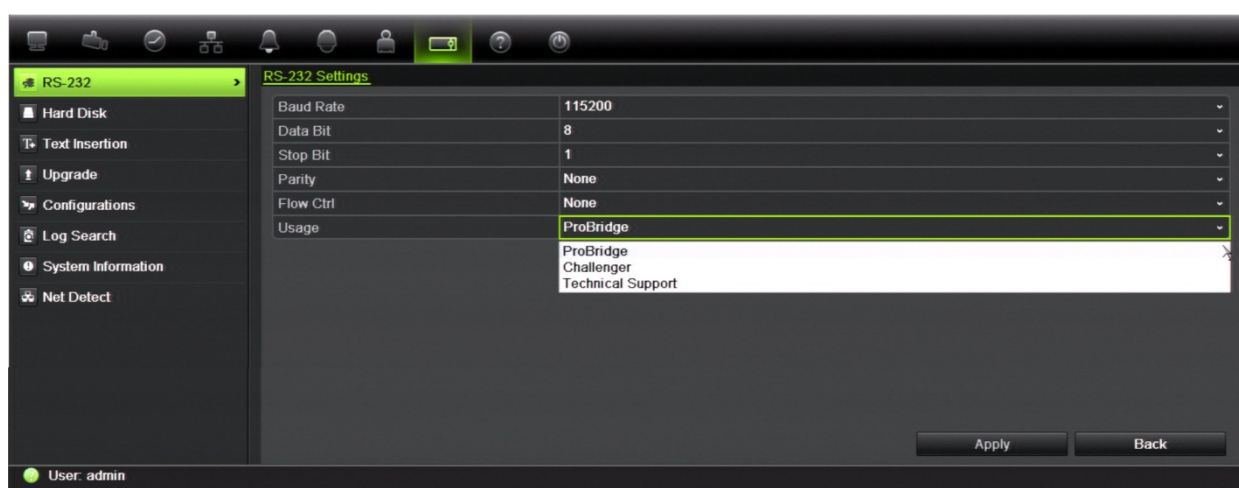 RS-232
Hard Disk
Text Insertion
Upgrade
Configurations
Log Search
System Information
Net Detect
RS-232 Settings
Baud Rate 115200
Data Bit 8
Stop Bit 1
Parity None
Flow Ctrl None
Usage ProBridge
ProBridge
Challenger
Technical Support
Apply Back
User: admin